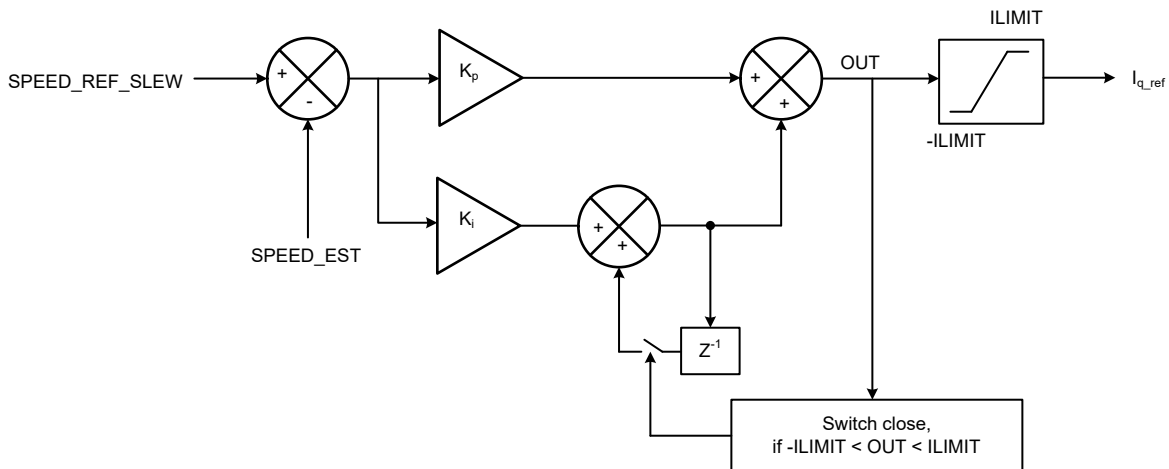 ILIMIT
SPEED_REF_SLEW
+
-
Kp
+
+
OUT
Iq_ref
-ILIMIT
SPEED_EST
Ki
+
+
Z-1
Switch close,
if -ILIMIT < OUT < ILIMIT